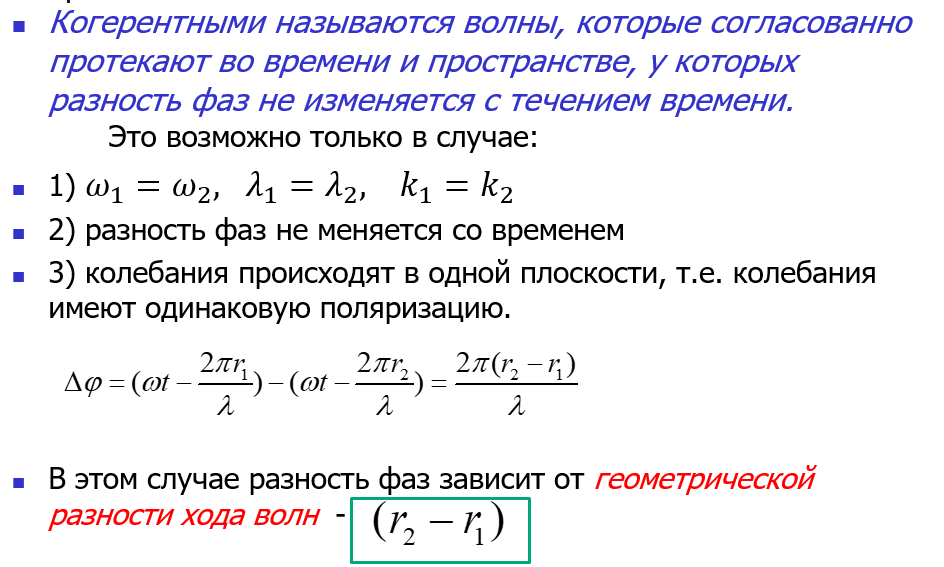 Когерентными называются волны, которые согласованно
протекают во времени и пространстве, у которых
разность фаз не изменяется с течением времени.
Это возможно только в случае:
1) ω₁ = ω₂, λ₁ = λ₂, k₁ = k₂
2) разность фаз не меняется со временем
3) колебания происходят в одной плоскости, т.е. колебания
имеют одинаковую поляризацию.
Δφ = (ωt − 2πr₁/λ) − (ωt − 2πr₂/λ) = 2π(r₂ − r₁)/λ
В этом случае разность фаз зависит от геометрической
разности хода волн - (r₂ − r₁)